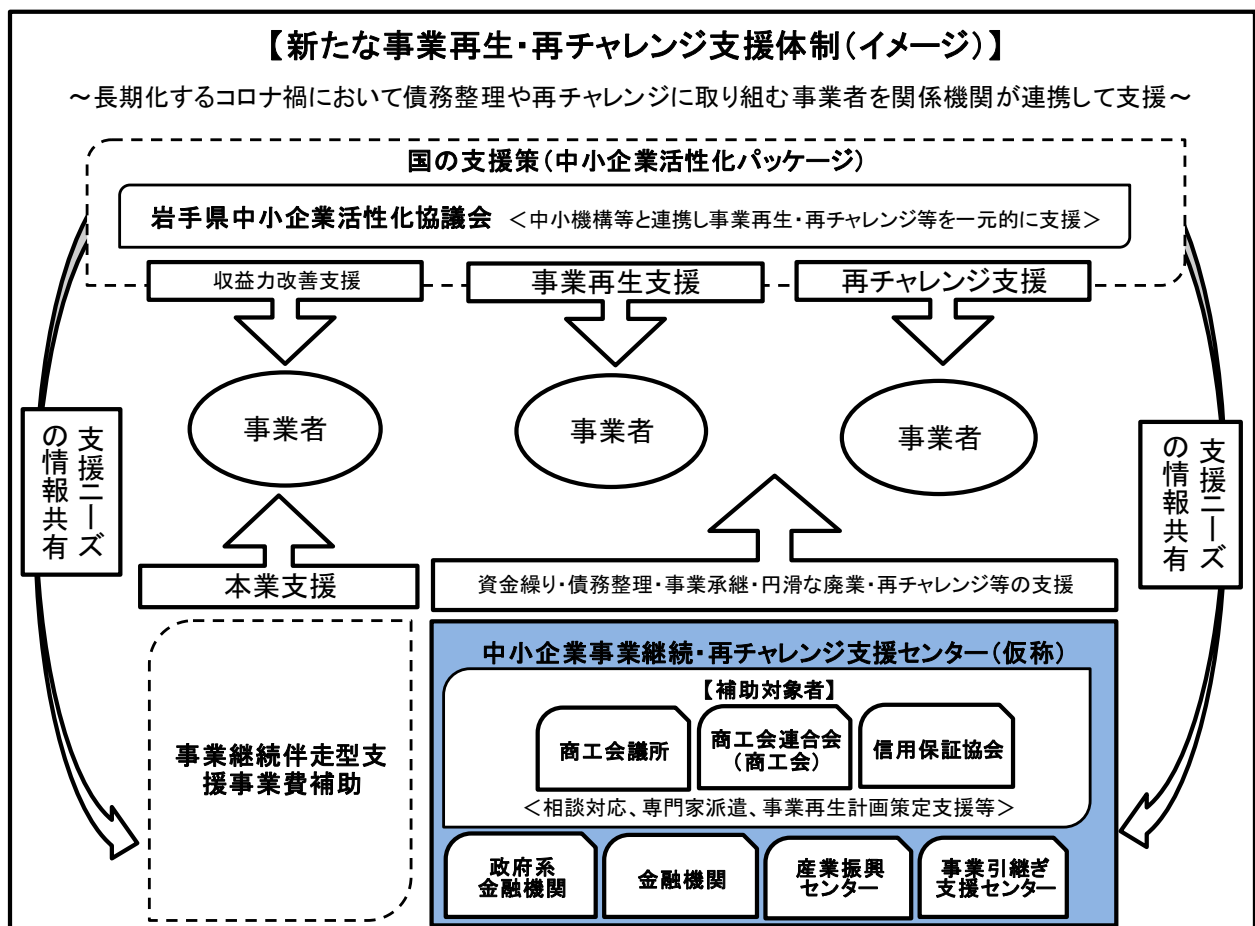 【新たな事業再生・再チャレンジ支援体制（イメージ）】
～長期化するコロナ禍において債務整理や再チャレンジに取り組む事業者を関係機関が連携して支援～
国の支援策（中小企業活性化パッケージ）
岩手県中小企業活性化協議会 ＜中小機構等と連携し事業再生・再チャレンジ等を一元的に支援＞
収益力改善支援
事業再生支援
再チャレンジ支援
事業者
事業者
事業者
支援ニーズ
の情報共有
支援ニーズ
の情報共有
本業支援
資金繰り・債務整理・事業承継・円滑な廃業・再チャレンジ等の支援
事業継続伴走型支
援事業費補助
中小企業事業継続・再チャレンジ支援センター（仮称）
【補助対象者】
商工会議所
商工会連合会
（商工会）
信用保証協会
＜相談対応、専門家派遣、事業再生計画策定支援等＞
政府系
金融機関
金融機関
産業振興
センター
事業引継ぎ
支援センター